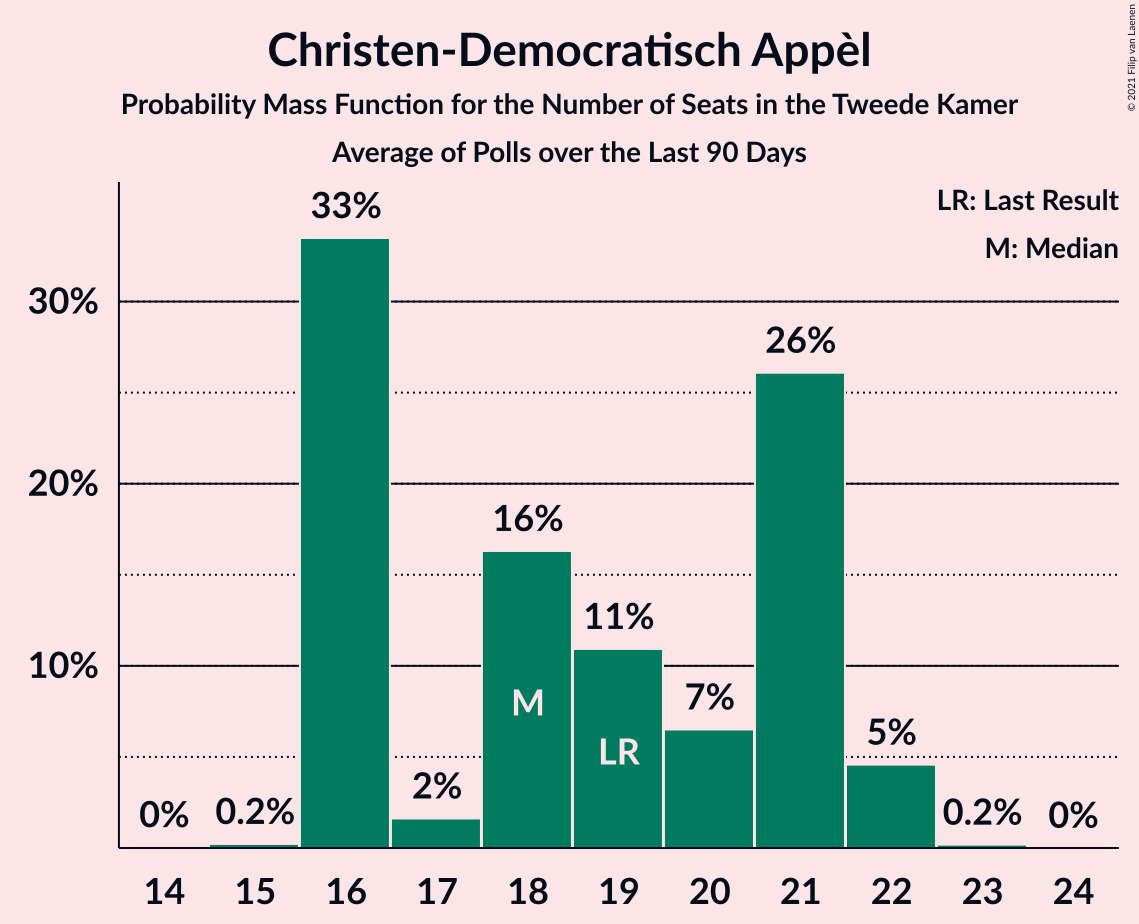 Christen-Democratisch Appèl
Probability Mass Function for the Number of Seats in the Tweede Kamer
Average of Polls over the Last 90 Days
© 2021 Filip van Laenen
LR: Last Result
M: Median
33%
30%
26%
20%
16%
11%
10%
M
7%
LR
5%
2%
0%
0.2%
0.2%
0%
14 15 16 17 18 19 20 21 22 23 24